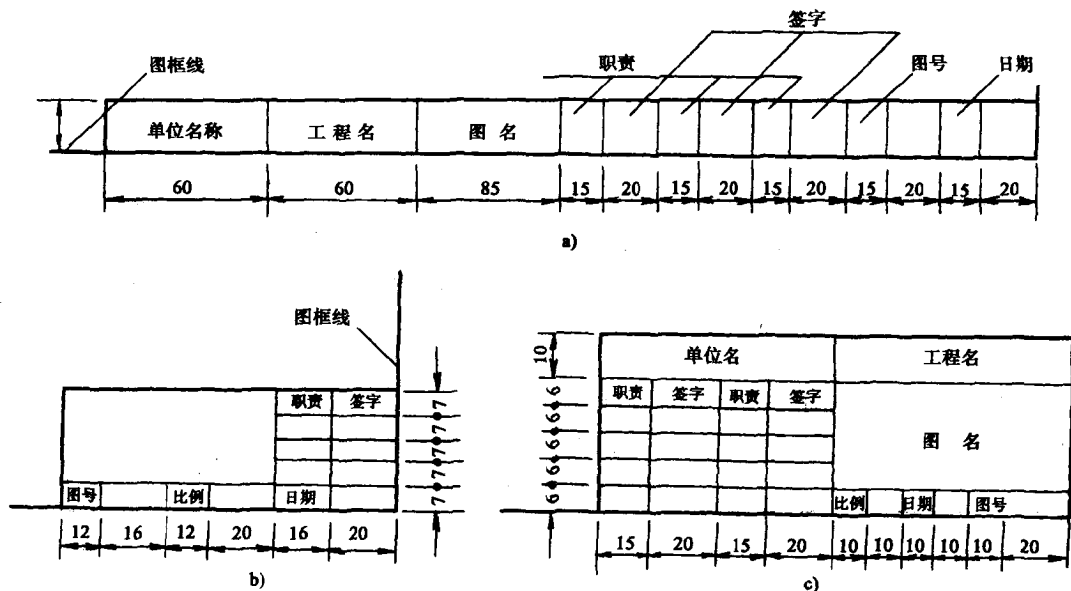 签字
图框线 职责 图号 日期
单位名称 工程名 图名
60 60 85 15 20 15 20 15 20 15 20 15 20
a)
图框线
职责 签字
7 7 7 7 7
图号 比例 日期
12 16 12 20 16 20
b)
10 单位名 工程名
职责 签字 职责 签字
6 6 6 6 6
图名
比例 日期 图号
15 20 15 20 10 10 10 10 10 20
c)